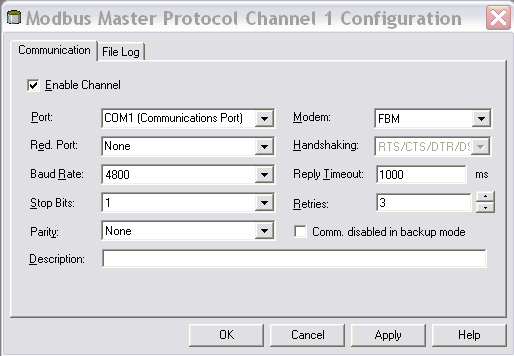 Modbus Master Protocol Channel 1 Configuration
Communication File Log
Enable Channel
Port: COM1 (Communications Port) Modem: FBM
Red. Port: None Handshaking: RTS/CTS/DTR/DS
Baud Rate: 4800 Reply Timeout: 1000 ms
Stop Bits: 1 Retries: 3
Parity: None Comm. disabled in backup mode
Description:
OK Cancel Apply Help